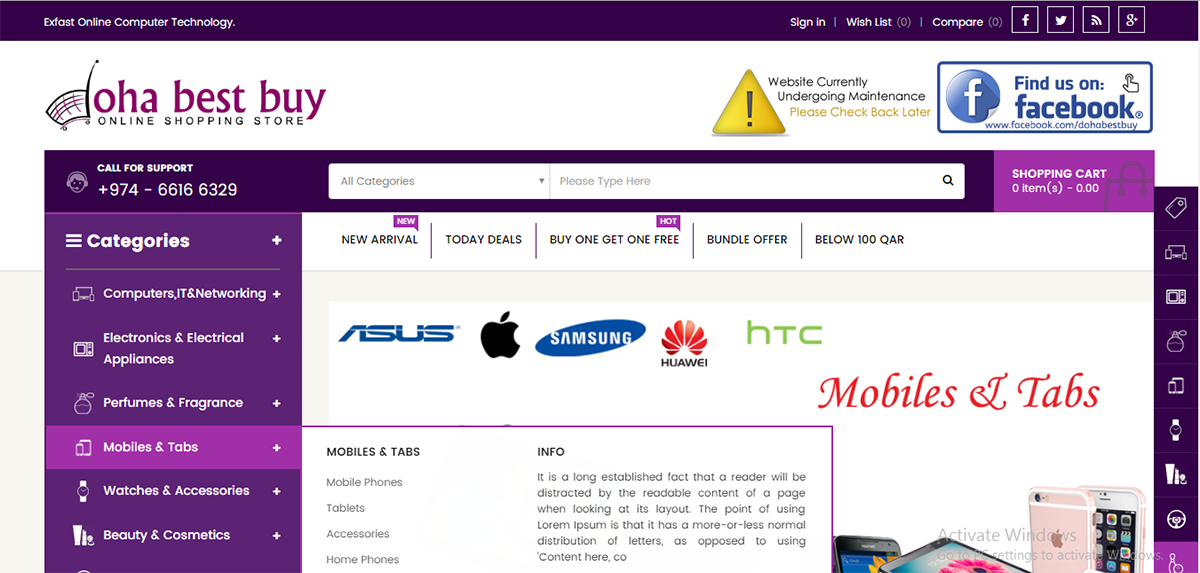 Exfast Online Computer Technology.
Sign in | Wish List (0) | Compare (0)
doha best buy
ONLINE SHOPPING STORE
Website Currently
Undergoing Maintenance
Please Check Back Later
Find us on:
facebook®
www.facebook.com/dohabestbuy
CALL FOR SUPPORT
+974 - 6616 6329
All Categories
Please Type Here
SHOPPING CART
0 item(s) - 0.00
Categories +
NEW
HOT
NEW ARRIVAL
TODAY DEALS
BUY ONE GET ONE FREE
BUNDLE OFFER
BELOW 100 QAR
Computers,IT&Networking +
Electronics & Electrical +
Appliances
Perfumes & Fragrance +
Mobiles & Tabs +
Watches & Accessories +
Beauty & Cosmetics +
ASUS
SAMSUNG
HUAWEI
hTC
Mobiles & Tabs
MOBILES & TABS
Mobile Phones
Tablets
Accessories
Home Phones
INFO
It is a long established fact that a reader will be
distracted by the readable content of a page
when looking at its layout. The point of using
Lorem Ipsum is that it has a more-or-less normal
distribution of letters, as opposed to using
'Content here, co
Activate Windows
Go to PC settings to activate Windows.